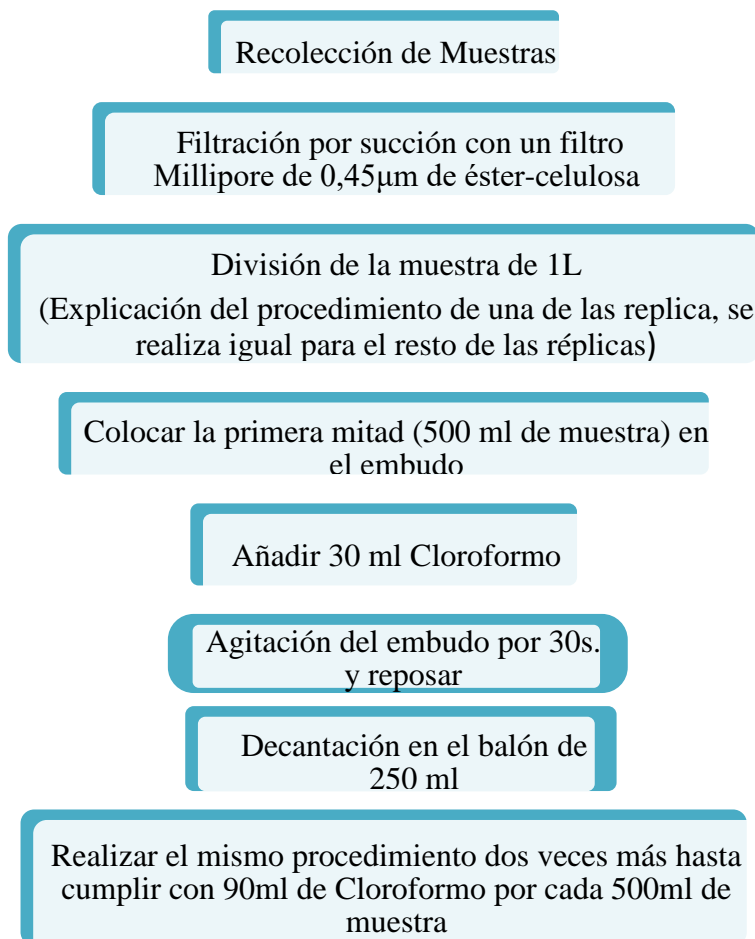 Recolección de Muestras
Filtración por succión con un filtro
Millipore de 0,45μm de éster-celulosa
División de la muestra de 1L
(Explicación del procedimiento de una de las replica, se
realiza igual para el resto de las réplicas)
Colocar la primera mitad (500 ml de muestra) en
el embudo
Añadir 30 ml Cloroformo
Agitación del embudo por 30s.
y reposar
Decantación en el balón de
250 ml
Realizar el mismo procedimiento dos veces más hasta
cumplir con 90ml de Cloroformo por cada 500ml de
muestra